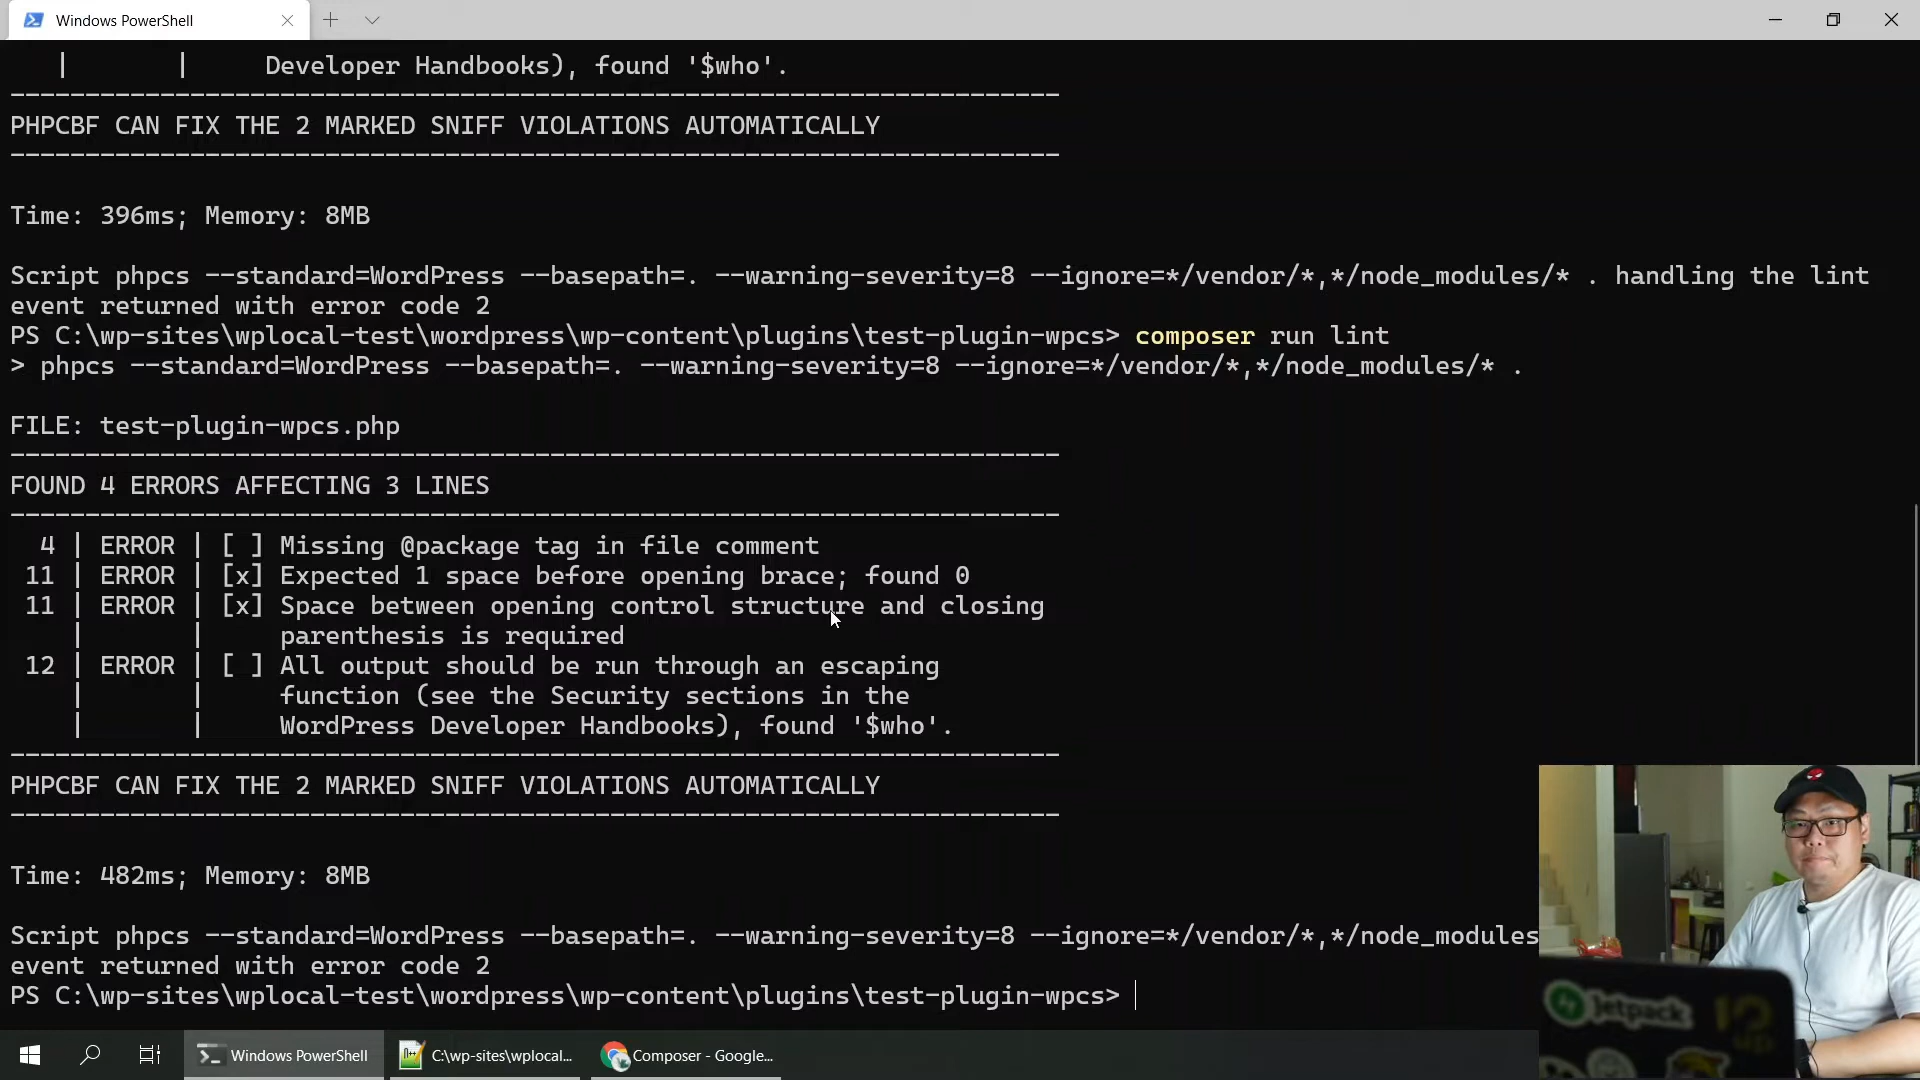 Windows PowerShell
|       |     Developer Handbooks), found '$who'.
----------------------------------------------------------------------
PHPCBF CAN FIX THE 2 MARKED SNIFF VIOLATIONS AUTOMATICALLY
----------------------------------------------------------------------
Time: 396ms; Memory: 8MB
Script phpcs --standard=WordPress --basepath=. --warning-severity=8 --ignore=*/vendor/*,*/node_modules/* . handling the lint
event returned with error code 2
PS C:\wp-sites\wplocal-test\wordpress\wp-content\plugins\test-plugin-wpcs> composer run lint
> phpcs --standard=WordPress --basepath=. --warning-severity=8 --ignore=*/vendor/*,*/node_modules/* .
FILE: test-plugin-wpcs.php
----------------------------------------------------------------------
FOUND 4 ERRORS AFFECTING 3 LINES
----------------------------------------------------------------------
4 | ERROR | [ ] Missing @package tag in file comment
11 | ERROR | [x] Expected 1 space before opening brace; found 0
11 | ERROR | [x] Space between opening control structure and closing
|       |     parenthesis is required
12 | ERROR | [ ] All output should be run through an escaping
|       |     function (see the Security sections in the
|       |     WordPress Developer Handbooks), found '$who'.
----------------------------------------------------------------------
PHPCBF CAN FIX THE 2 MARKED SNIFF VIOLATIONS AUTOMATICALLY
----------------------------------------------------------------------
Time: 482ms; Memory: 8MB
Script phpcs --standard=WordPress --basepath=. --warning-severity=8 --ignore=*/vendor/*,*/node_modules
event returned with error code 2
PS C:\wp-sites\wplocal-test\wordpress\wp-content\plugins\test-plugin-wpcs>
Jetpack
Windows PowerShell
C:\wp-sites\wplocal...
Composer - Google...